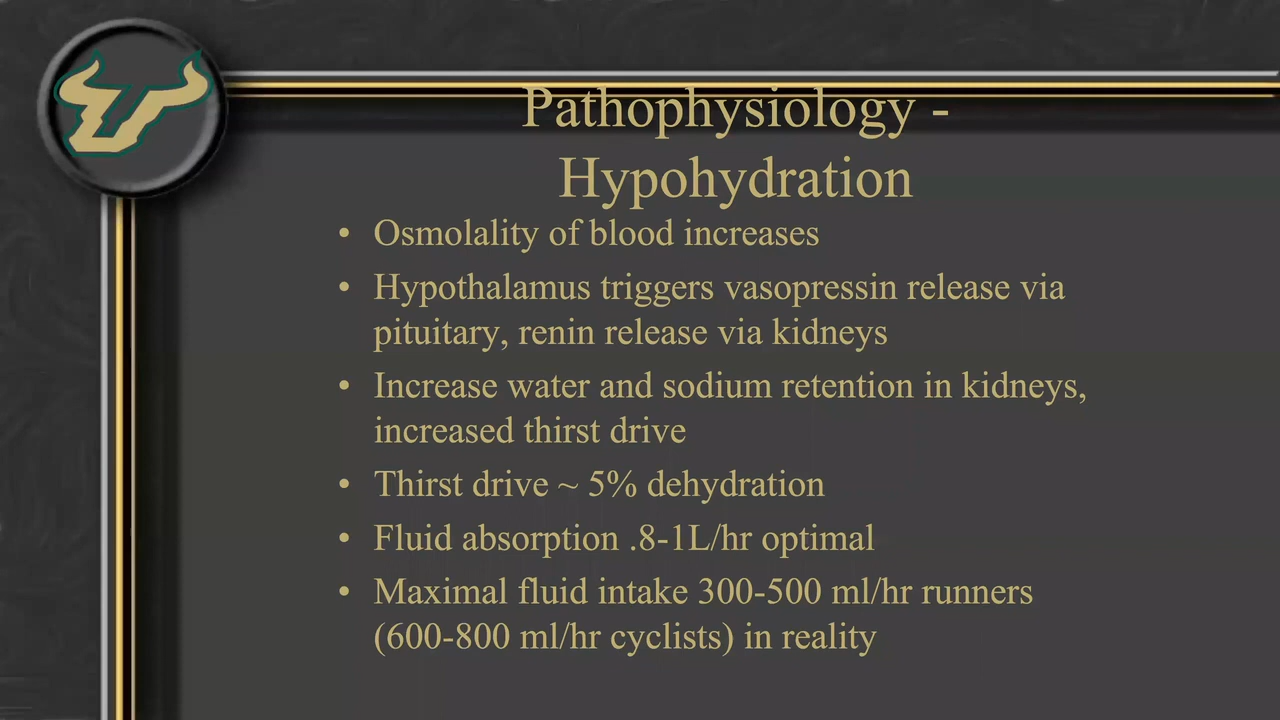 Pathophysiology -
Hypohydration
• Osmolality of blood increases
• Hypothalamus triggers vasopressin release via
pituitary, renin release via kidneys
• Increase water and sodium retention in kidneys,
increased thirst drive
• Thirst drive ~ 5% dehydration
• Fluid absorption .8-1L/hr optimal
• Maximal fluid intake 300-500 ml/hr runners
(600-800 ml/hr cyclists) in reality